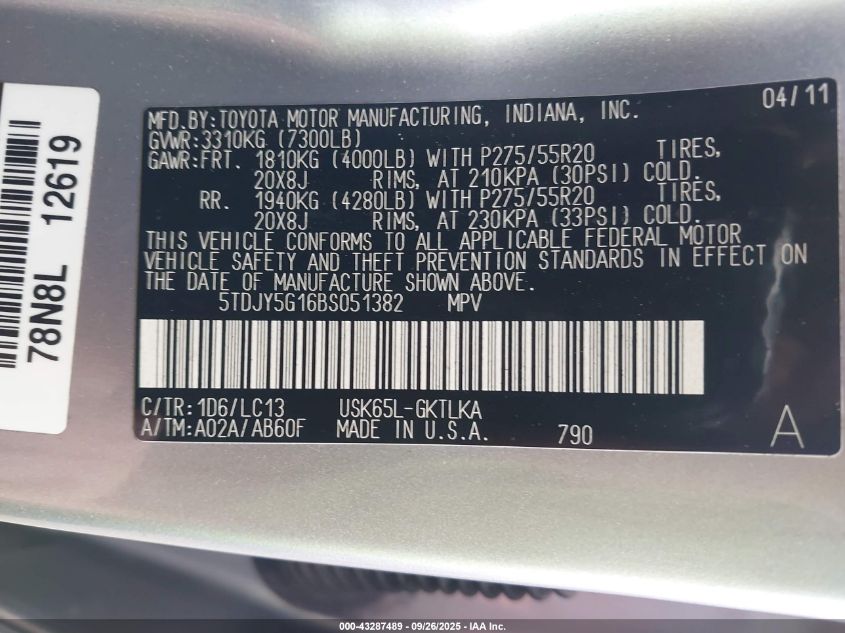 04/11
MFD. BY: TOYOTA MOTOR MANUFACTURING, INDIANA, INC.
GVWR: 3310KG (7300LB)
GAWR: FRT. 1810KG (4000LB) WITH P275/55R20 TIRES,
20X8J RIMS, AT 210KPA (30PSI) COLD.
RR. 1940KG (4280LB) WITH P275/55R20 TIRES,
20X8J RIMS, AT 230KPA (33PSI) COLD.
THIS VEHICLE CONFORMS TO ALL APPLICABLE FEDERAL MOTOR
VEHICLE SAFETY AND THEFT PREVENTION STANDARDS IN EFFECT ON
THE DATE OF MANUFACTURE SHOWN ABOVE.
5TDJY5G16BS051382 MPV
C/TR: 1D6/LC13 USK65L-GKTLKA
A/TM: A02A/AB60F MADE IN U.S.A. 790 A
78N8L 12619
000-43287489 - 09/26/2025 - IAA Inc.